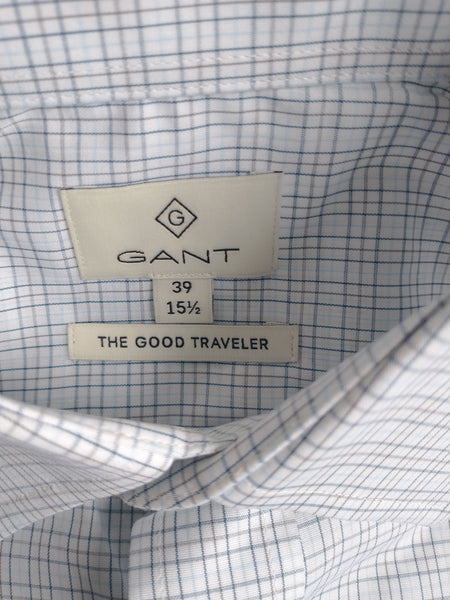 G
GANT
39
15½
THE GOOD TRAVELER